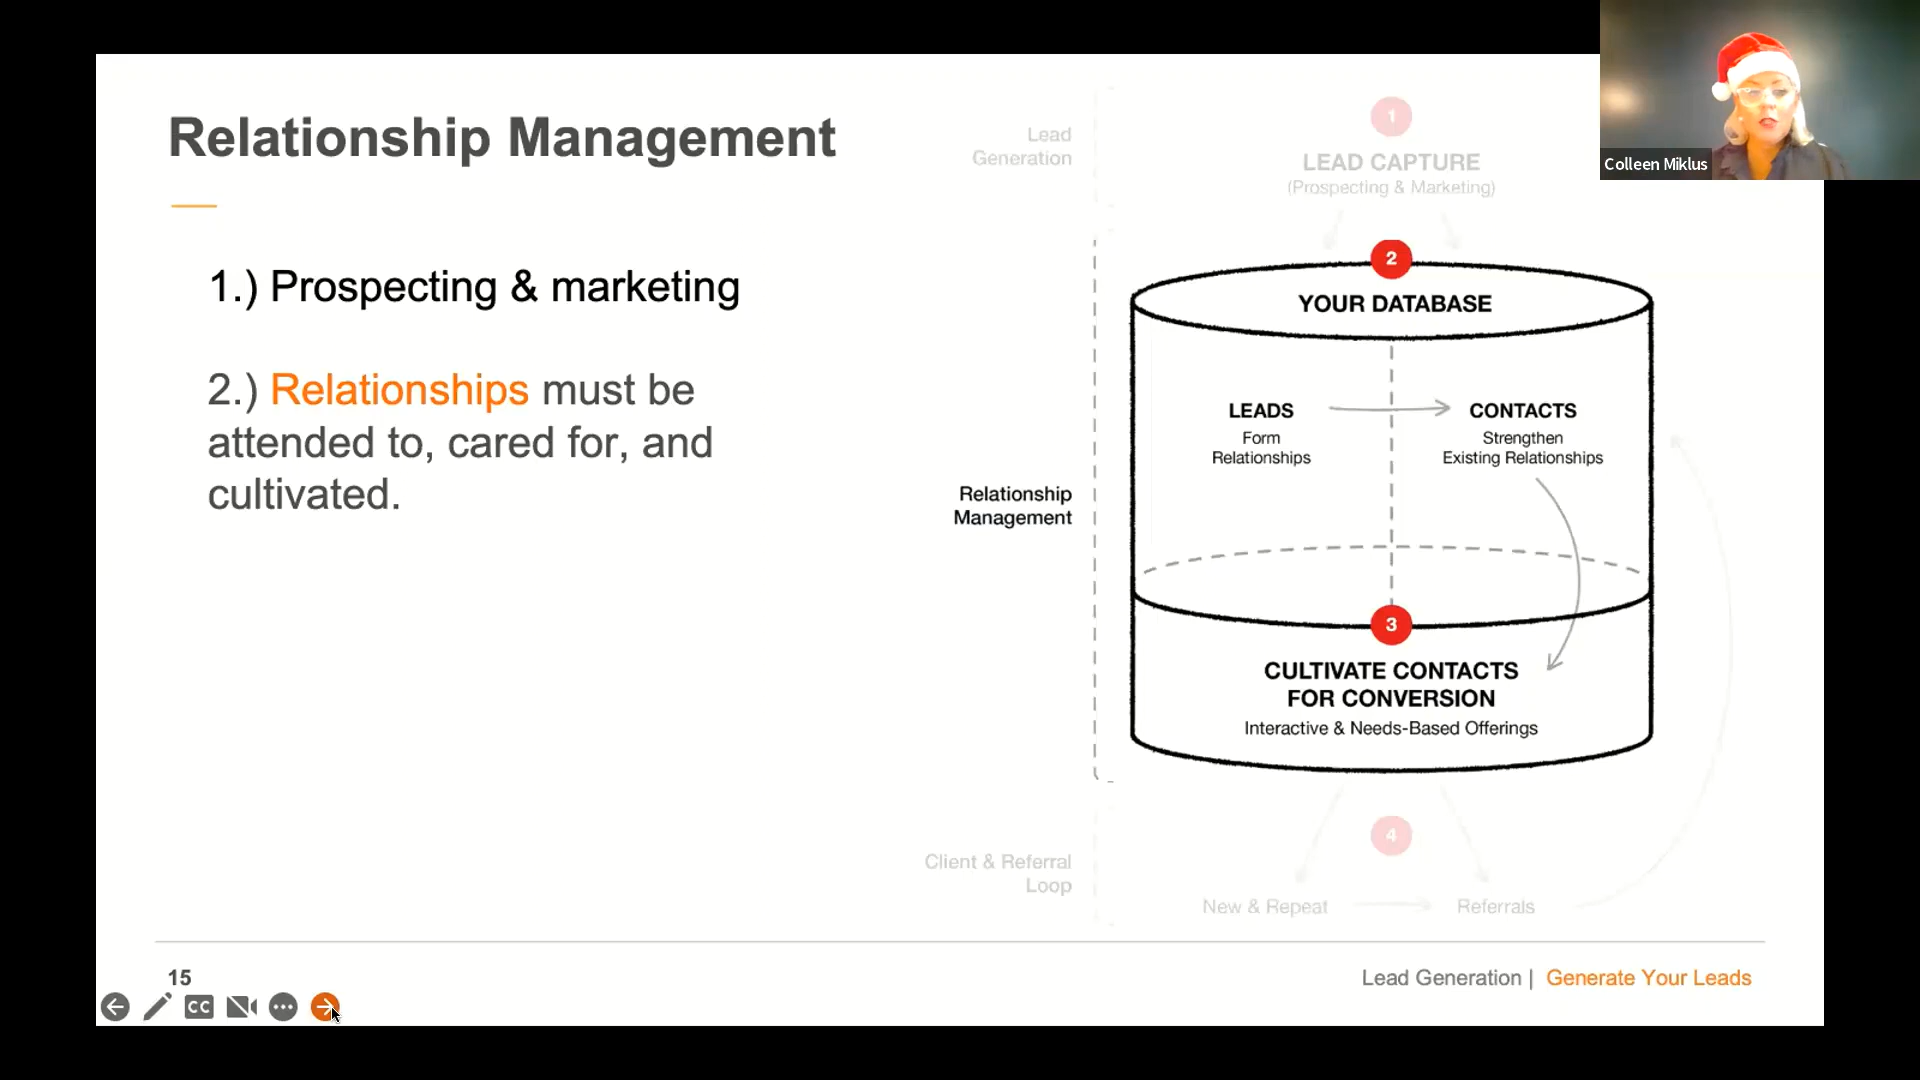 Relationship Management
1.) Prospecting & marketing
2.) Relationships must be
attended to, cared for, and
cultivated.
Lead
Generation
1
LEAD CAPTURE
(Prospecting & Marketing)
2
YOUR DATABASE
LEADS
Form
Relationships
CONTACTS
Strengthen
Existing Relationships
Relationship
Management
3
CULTIVATE CONTACTS
FOR CONVERSION
Interactive & Needs-Based Offerings
4
Client & Referral
Loop
New & Repeat
Referrals
15
Lead Generation | Generate Your Leads
CC
Colleen Miklus